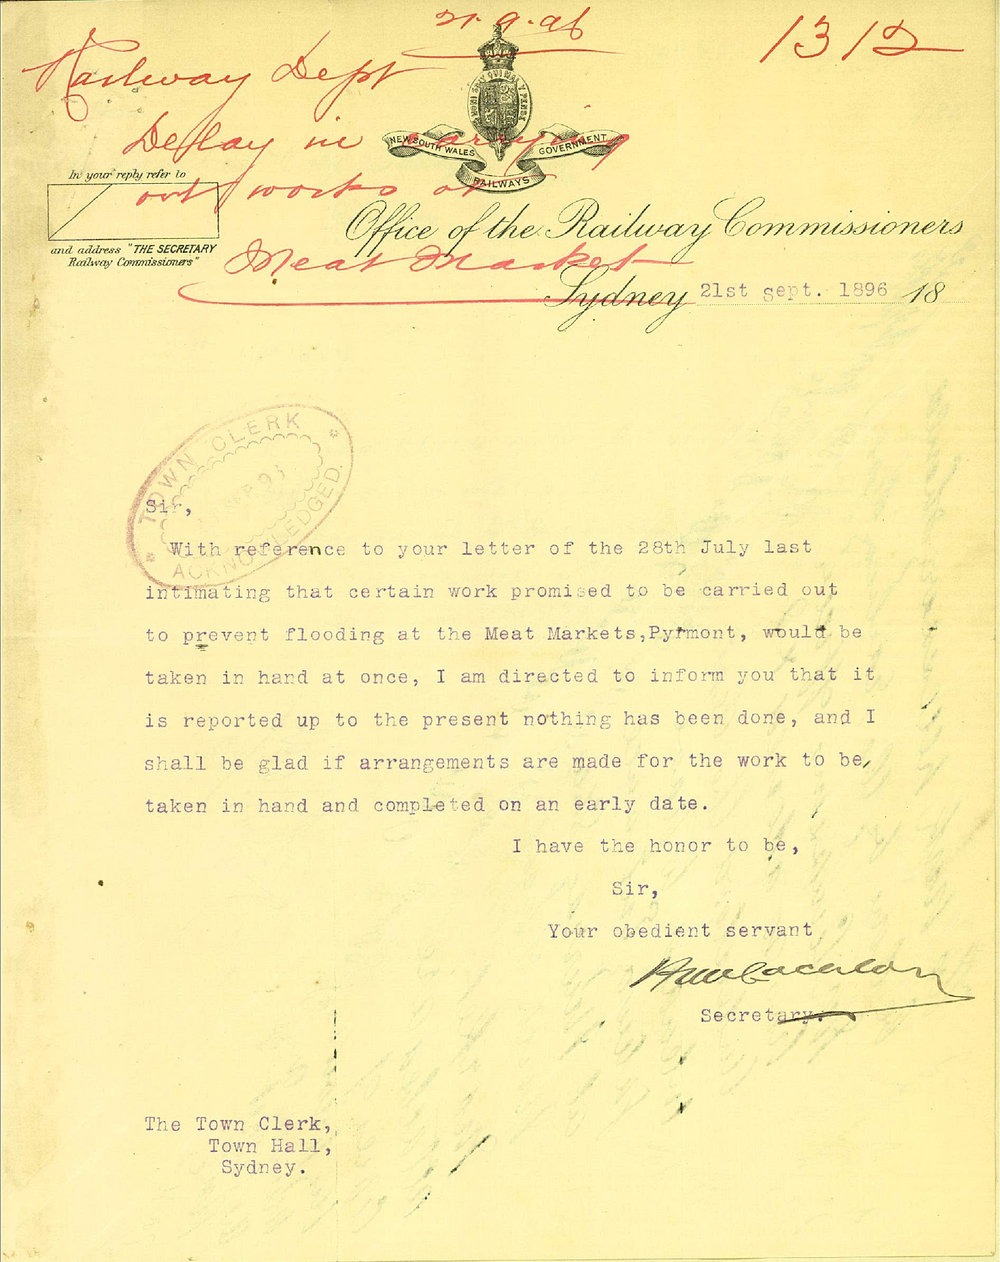 21.9.96
1312
Railway Dept
Delay in carrying
out works at
Meat Market
HONI SOIT QUI MAL Y PENSE
NEW SOUTH WALES GOVERNMENT
RAILWAYS
In your reply refer to
and address "THE SECRETARY
Railway Commissioners"
Office of the Railway Commissioners
Sydney 21st sept. 1896 18
TOWN CLERK
ACKNOWLEDGED.
Sir,
With reference to your letter of the 28th July last
intimating that certain work promised to be carried out
to prevent flooding at the Meat Markets,Pyrmont, would be
taken in hand at once, I am directed to inform you that it
is reported up to the present nothing has been done, and I
shall be glad if arrangements are made for the work to be,
taken in hand and completed on an early date.
I have the honor to be,
Sir,
Your obedient servant
Secretary.
The Town Clerk,
Town Hall,
Sydney.